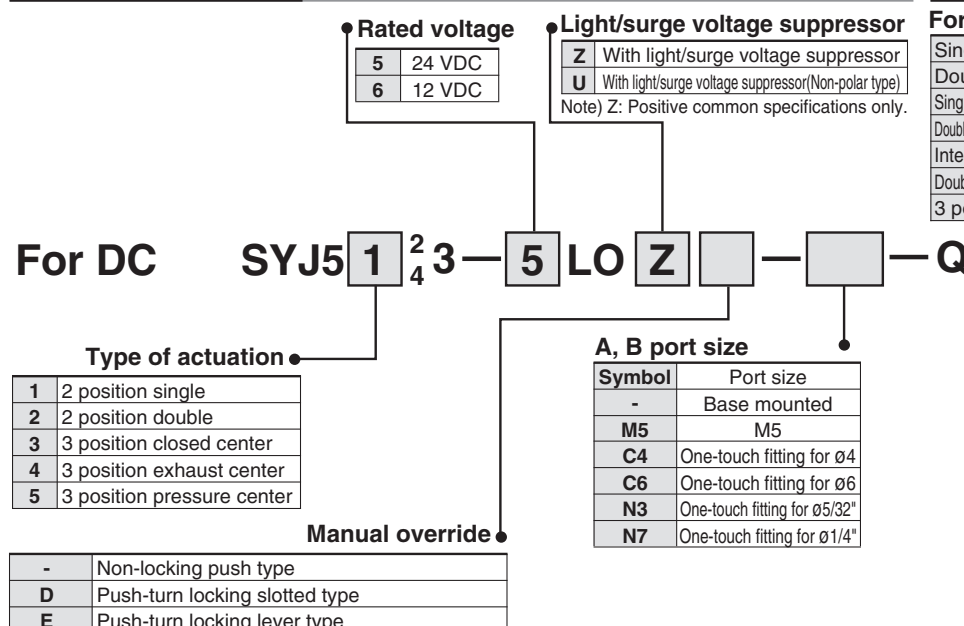 Rated voltage
5 24 VDC
6 12 VDC
Light/surge voltage suppressor
Z With light/surge voltage suppressor
U With light/surge voltage suppressor(Non-polar type)
Note) Z: Positive common specifications only.
For DC SYJ5 1 2 4 3 — 5 LO Z — — Q
Type of actuation
1 2 position single
2 2 position double
3 3 position closed center
4 3 position exhaust center
5 3 position pressure center
A, B port size
Symbol Port size
- Base mounted
M5 M5
C4 One-touch fitting for ø4
C6 One-touch fitting for ø6
N3 One-touch fitting for ø5/32"
N7 One-touch fitting for ø1/4"
Manual override
- Non-locking push type
D Push-turn locking slotted type
E Push-turn locking lever type